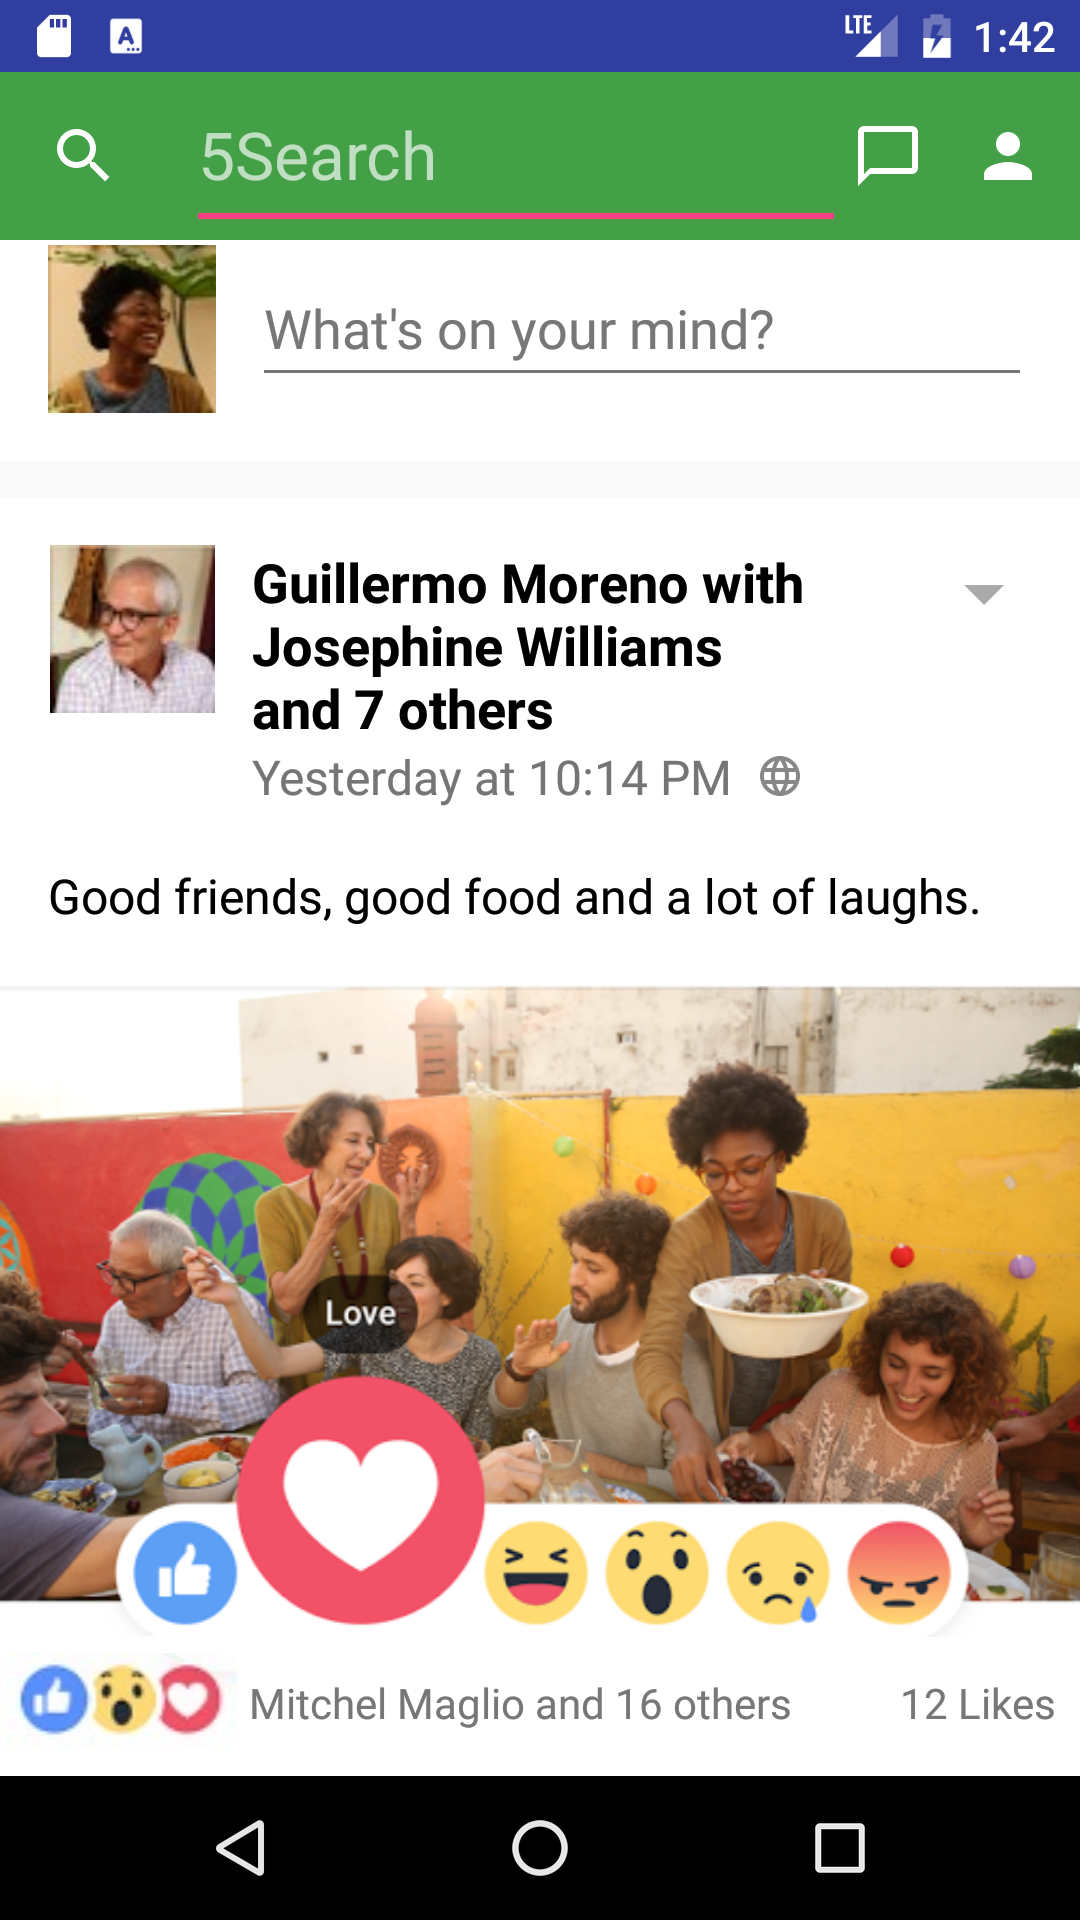 LTE 1:42
5Search
What's on your mind?
Guillermo Moreno with
Josephine Williams
and 7 others
Yesterday at 10:14 PM
Good friends, good food and a lot of laughs.
Love
Mitchel Maglio and 16 others 12 Likes